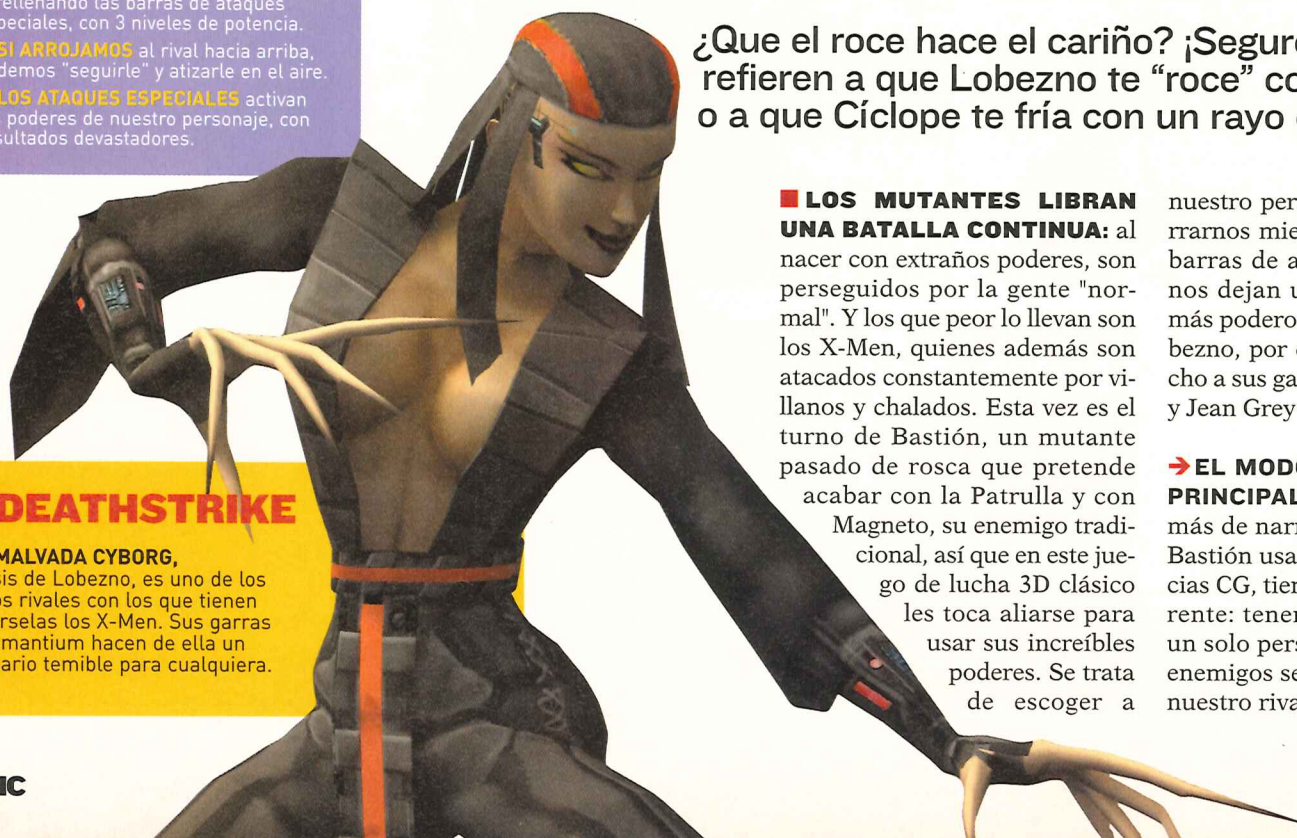 rellenando las barras de ataques
peciales, con 3 niveles de potencia.
SI ARROJAMOS al rival hacia arriba,
demos "seguirle" y atizarle en el aire.
LOS ATAQUES ESPECIALES activan
poderes de nuestro personaje, con
sultados devastadores.
¿Que el roce hace el cariño? ¡Segur
refieren a que Lobezno te “roce” co
o a que Cíclope te fría con un rayo
LOS MUTANTES LIBRAN
UNA BATALLA CONTINUA: al
nacer con extraños poderes, son
perseguidos por la gente "nor-
mal". Y los que peor lo llevan son
los X-Men, quienes además son
atacados constantemente por vi-
llanos y chalados. Esta vez es el
turno de Bastión, un mutante
pasado de rosca que pretende
acabar con la Patrulla y con
Magneto, su enemigo tradi-
cional, así que en este jue-
go de lucha 3D clásico
les toca aliarse para
usar sus increíbles
poderes. Se trata
de escoger a
nuestro per
rrarnos mie
barras de a
nos dejan u
más podero
bezno, por
cho a sus ga
y Jean Grey
→ EL MOD
PRINCIPAL
más de narr
Bastión usa
cias CG, tien
rente: tener
un solo pers
enemigos se
nuestro riva
DEATHSTRIKE
MALVADA CYBORG,
sis de Lobezno, es uno de los
os rivales con los que tienen
rselas los X-Men. Sus garras
mantium hacen de ella un
ario temible para cualquiera.
IC